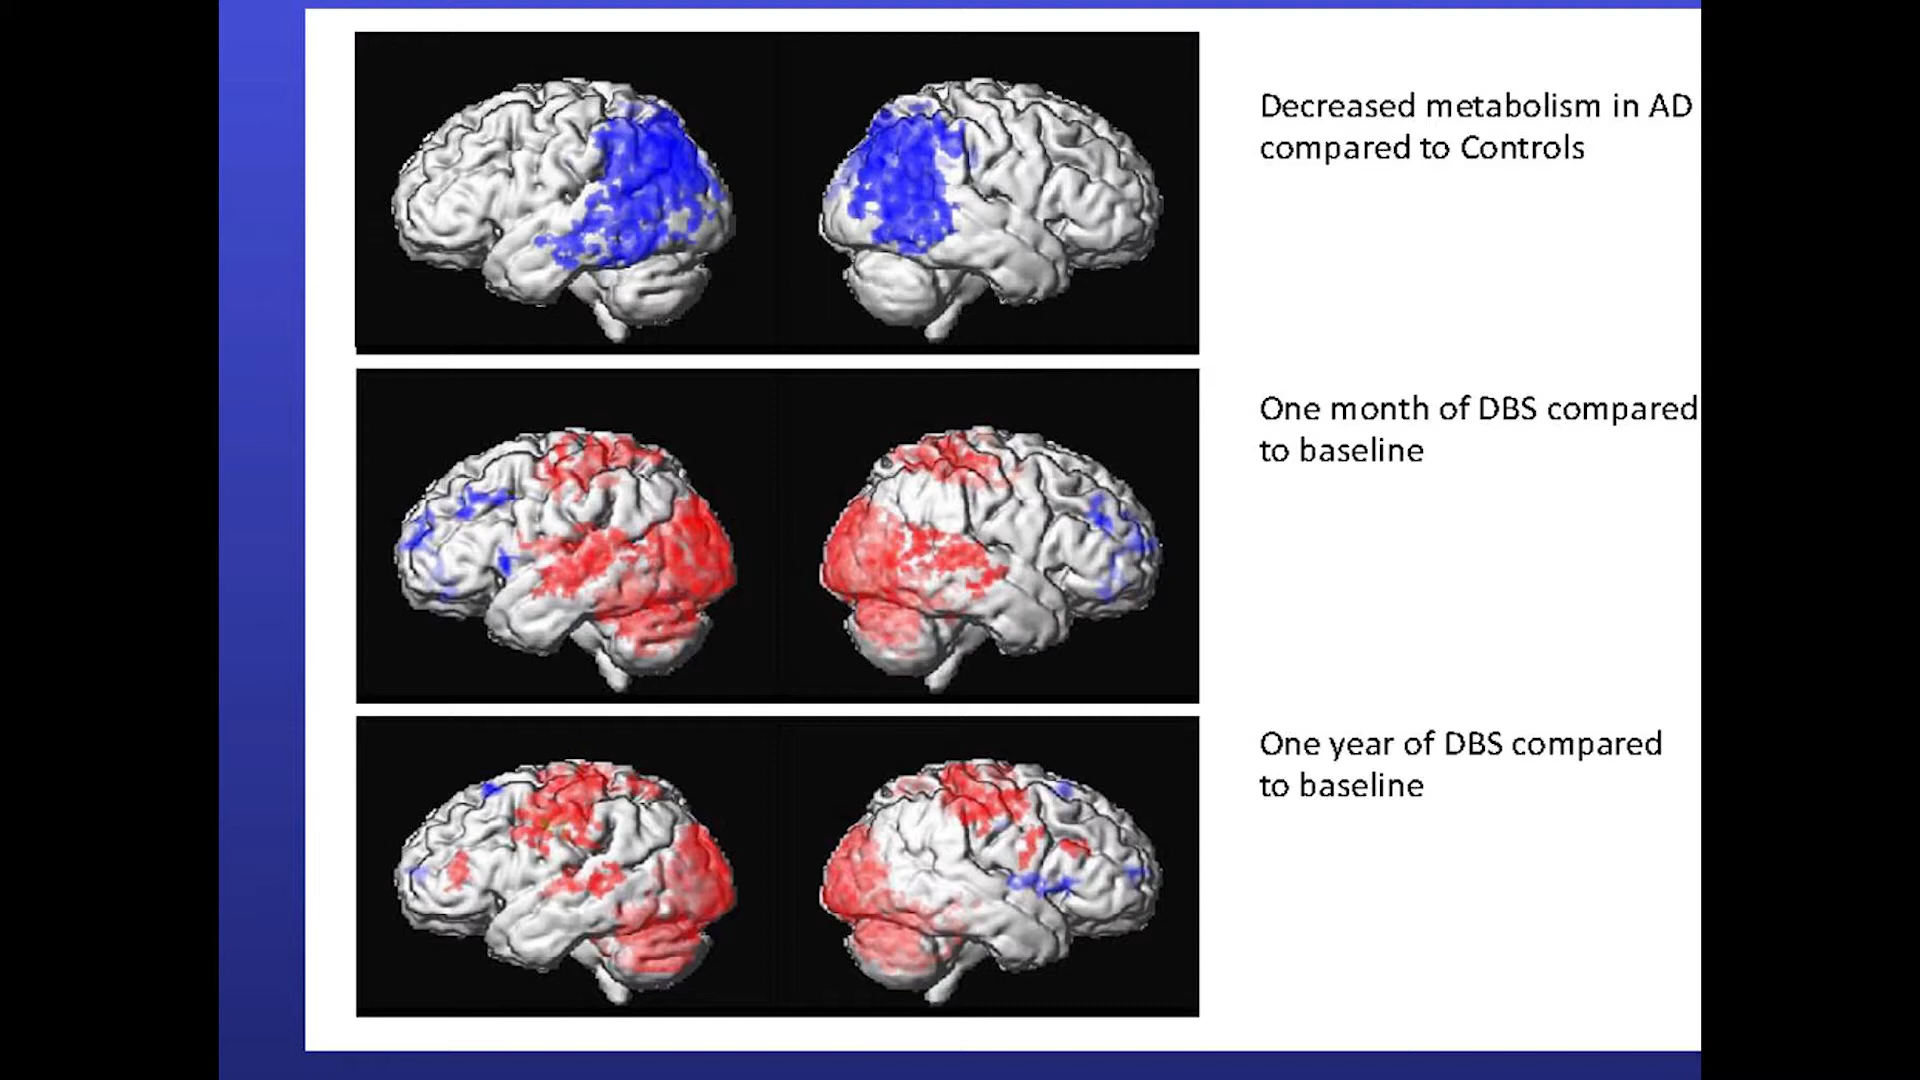 Decreased metabolism in AD
compared to Controls
One month of DBS compared
to baseline
One year of DBS compared
to baseline